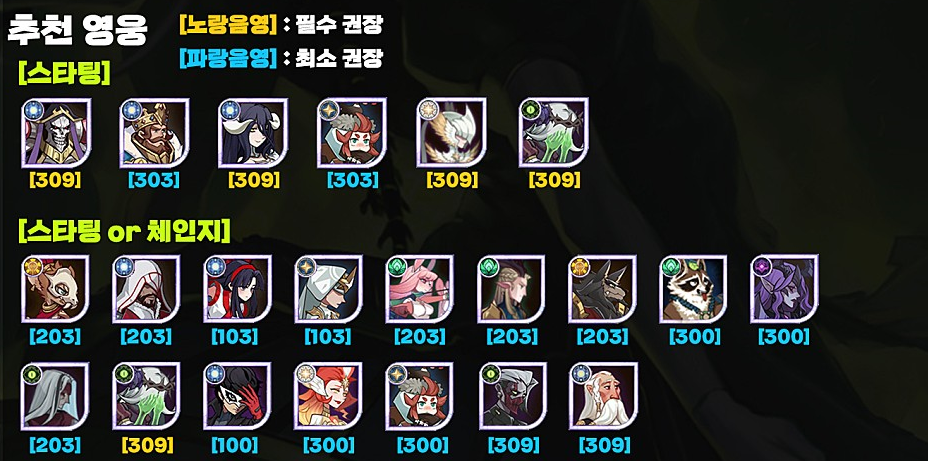 추천 영웅
[노랑음영] : 필수 권장
[파랑음영] : 최소 권장
[스타팅]
[309] [303] [309] [303] [309] [309]
[스타팅 or 체인지]
[203] [203] [103] [103] [203] [203] [203] [300] [300]
[203] [309] [100] [300] [300] [309] [309]